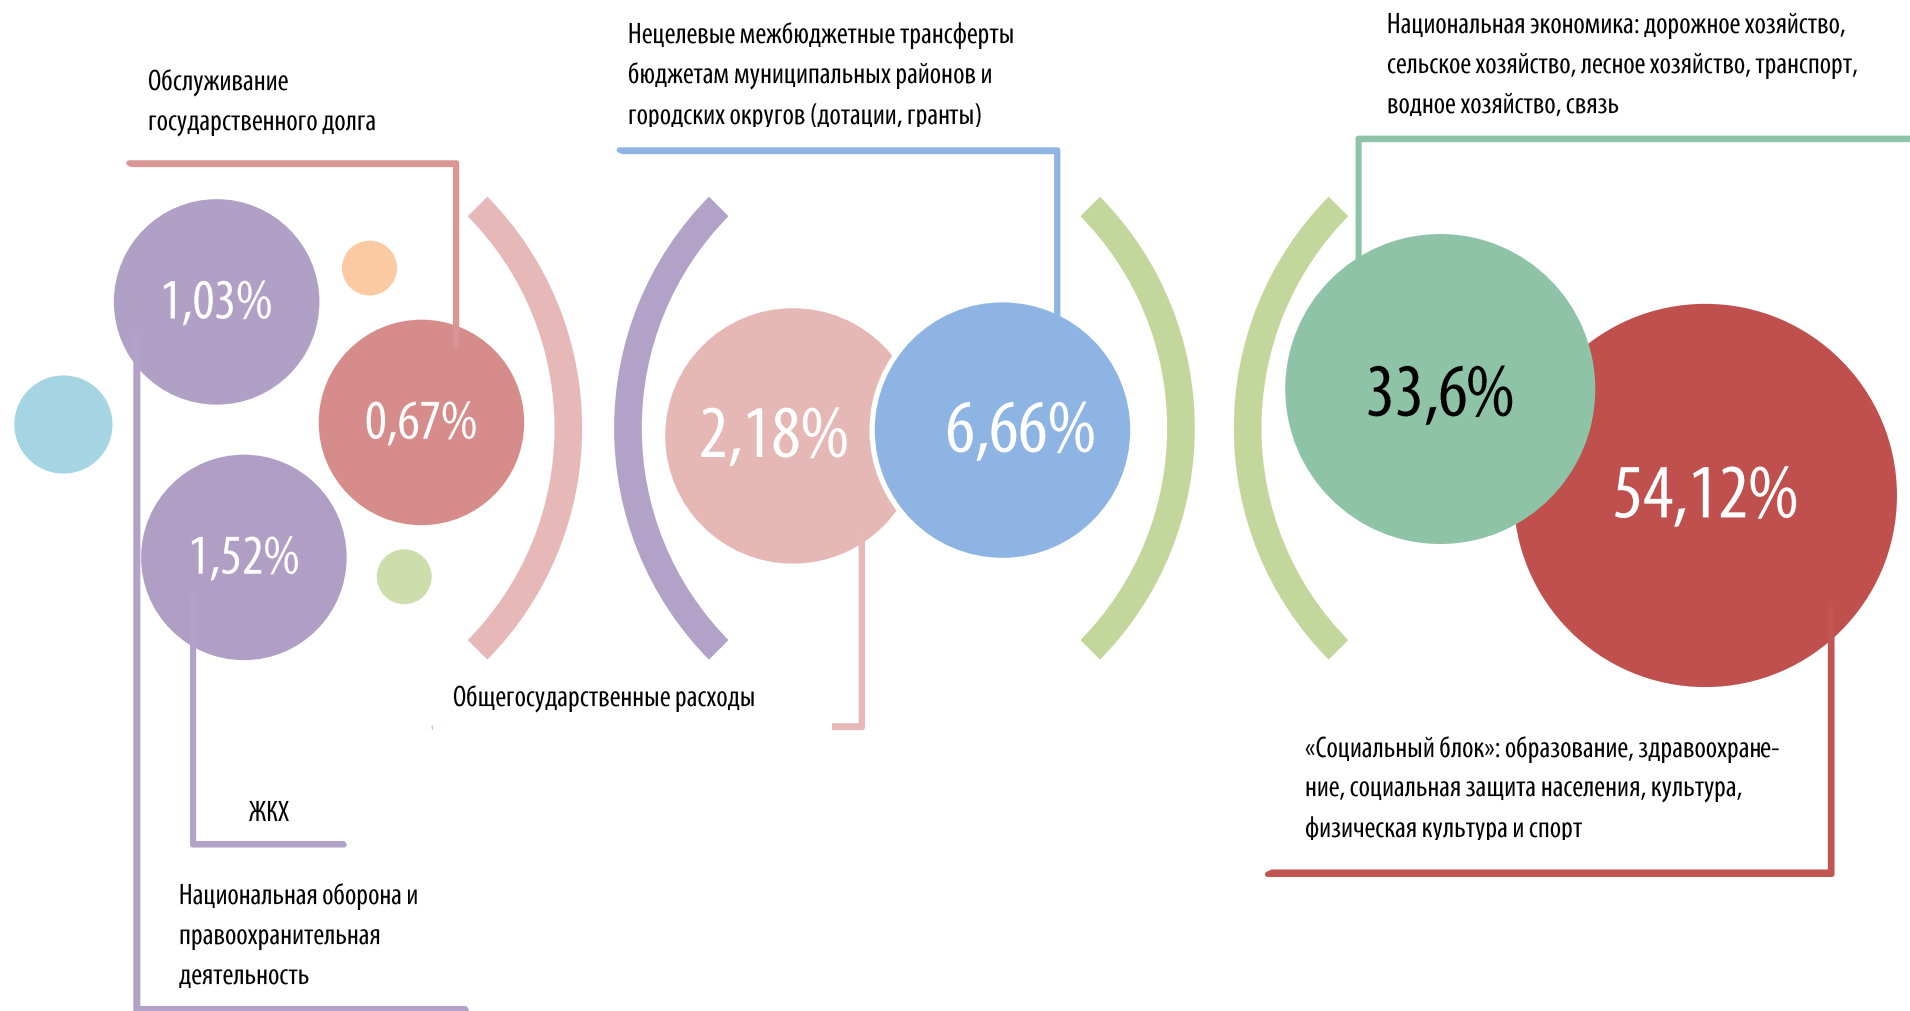 Обслуживание
государственного долга
Нецелевые межбюджетные трансферты
бюджетам муниципальных районов и
городских округов (дотации, гранты)
Национальная экономика: дорожное хозяйство,
сельское хозяйство, лесное хозяйство, транспорт,
водное хозяйство, связь
1,03%
0,67%
1,52%
2,18%
6,66%
33,6%
54,12%
Общегосударственные расходы
ЖКХ
Национальная оборона и
правоохранительная
деятельность
«Социальный блок»: образование, здравоохране-
ние, социальная защита населения, культура,
физическая культура и спорт